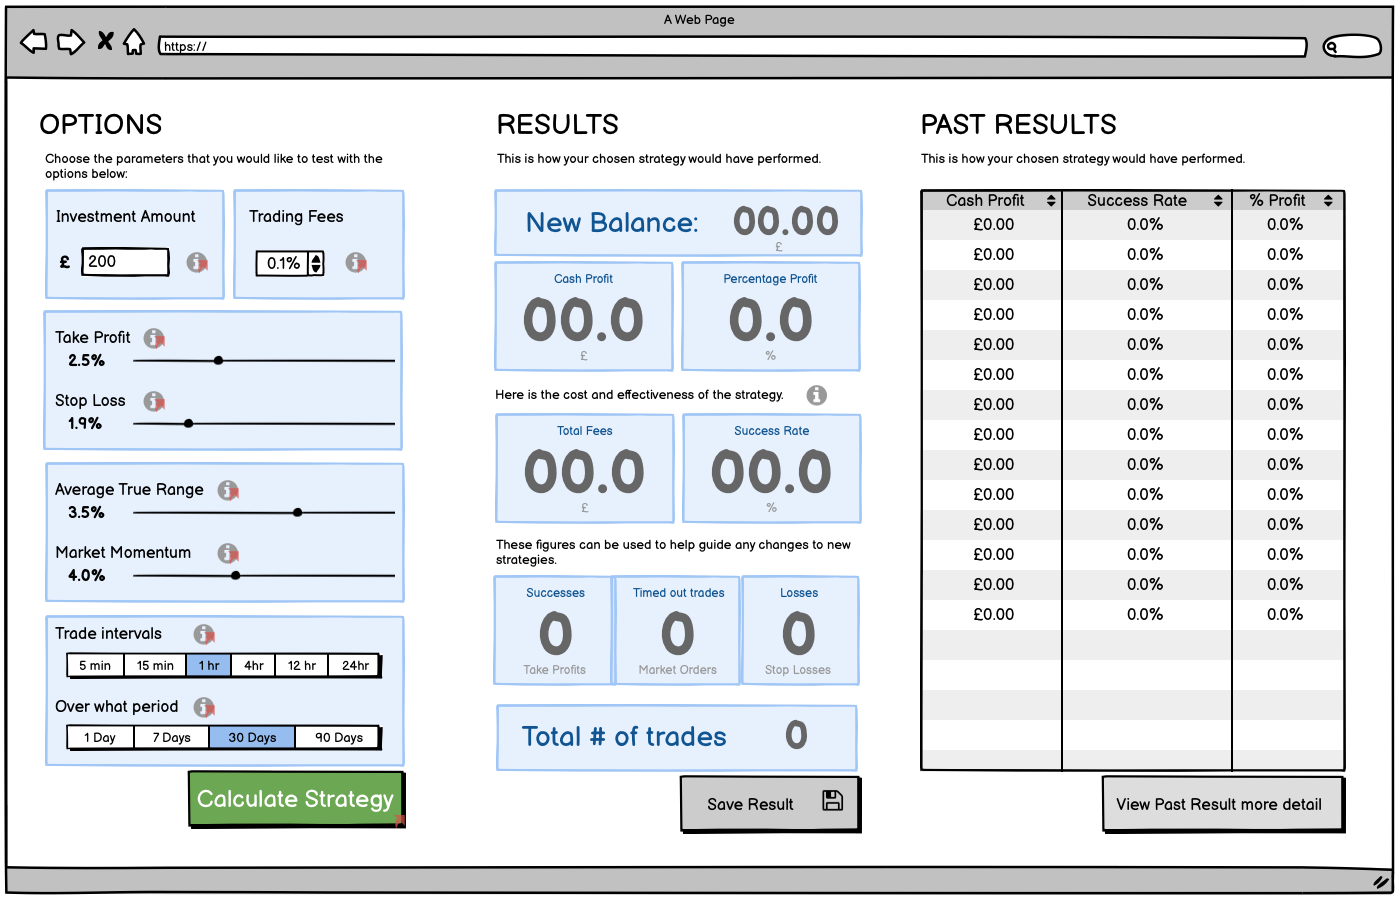 A Web Page
https://
OPTIONS
Choose the parameters that you would like to test with the
options below:
Investment Amount
£ 200
Trading Fees
0.1%
Take Profit
2.5%
Stop Loss
1.9%
Average True Range
3.5%
Market Momentum
4.0%
Trade intervals
5 min 15 min 1 hr 4hr 12 hr 24hr
Over what period
1 Day 7 Days 30 Days 90 Days
Calculate Strategy
RESULTS
This is how your chosen strategy would have performed.
New Balance: 00.00
£
Cash Profit
00.0
£
Percentage Profit
0.0
%
Here is the cost and effectiveness of the strategy.
Total Fees
00.0
£
Success Rate
00.0
%
These figures can be used to help guide any changes to new
strategies.
Successes
0
Take Profits
Timed out trades
0
Market Orders
Losses
0
Stop Losses
Total # of trades 0
Save Result
PAST RESULTS
This is how your chosen strategy would have performed.
Cash Profit Success Rate % Profit
£0.00 0.0% 0.0%
£0.00 0.0% 0.0%
£0.00 0.0% 0.0%
£0.00 0.0% 0.0%
£0.00 0.0% 0.0%
£0.00 0.0% 0.0%
£0.00 0.0% 0.0%
£0.00 0.0% 0.0%
£0.00 0.0% 0.0%
£0.00 0.0% 0.0%
£0.00 0.0% 0.0%
£0.00 0.0% 0.0%
£0.00 0.0% 0.0%
£0.00 0.0% 0.0%
View Past Result more detail